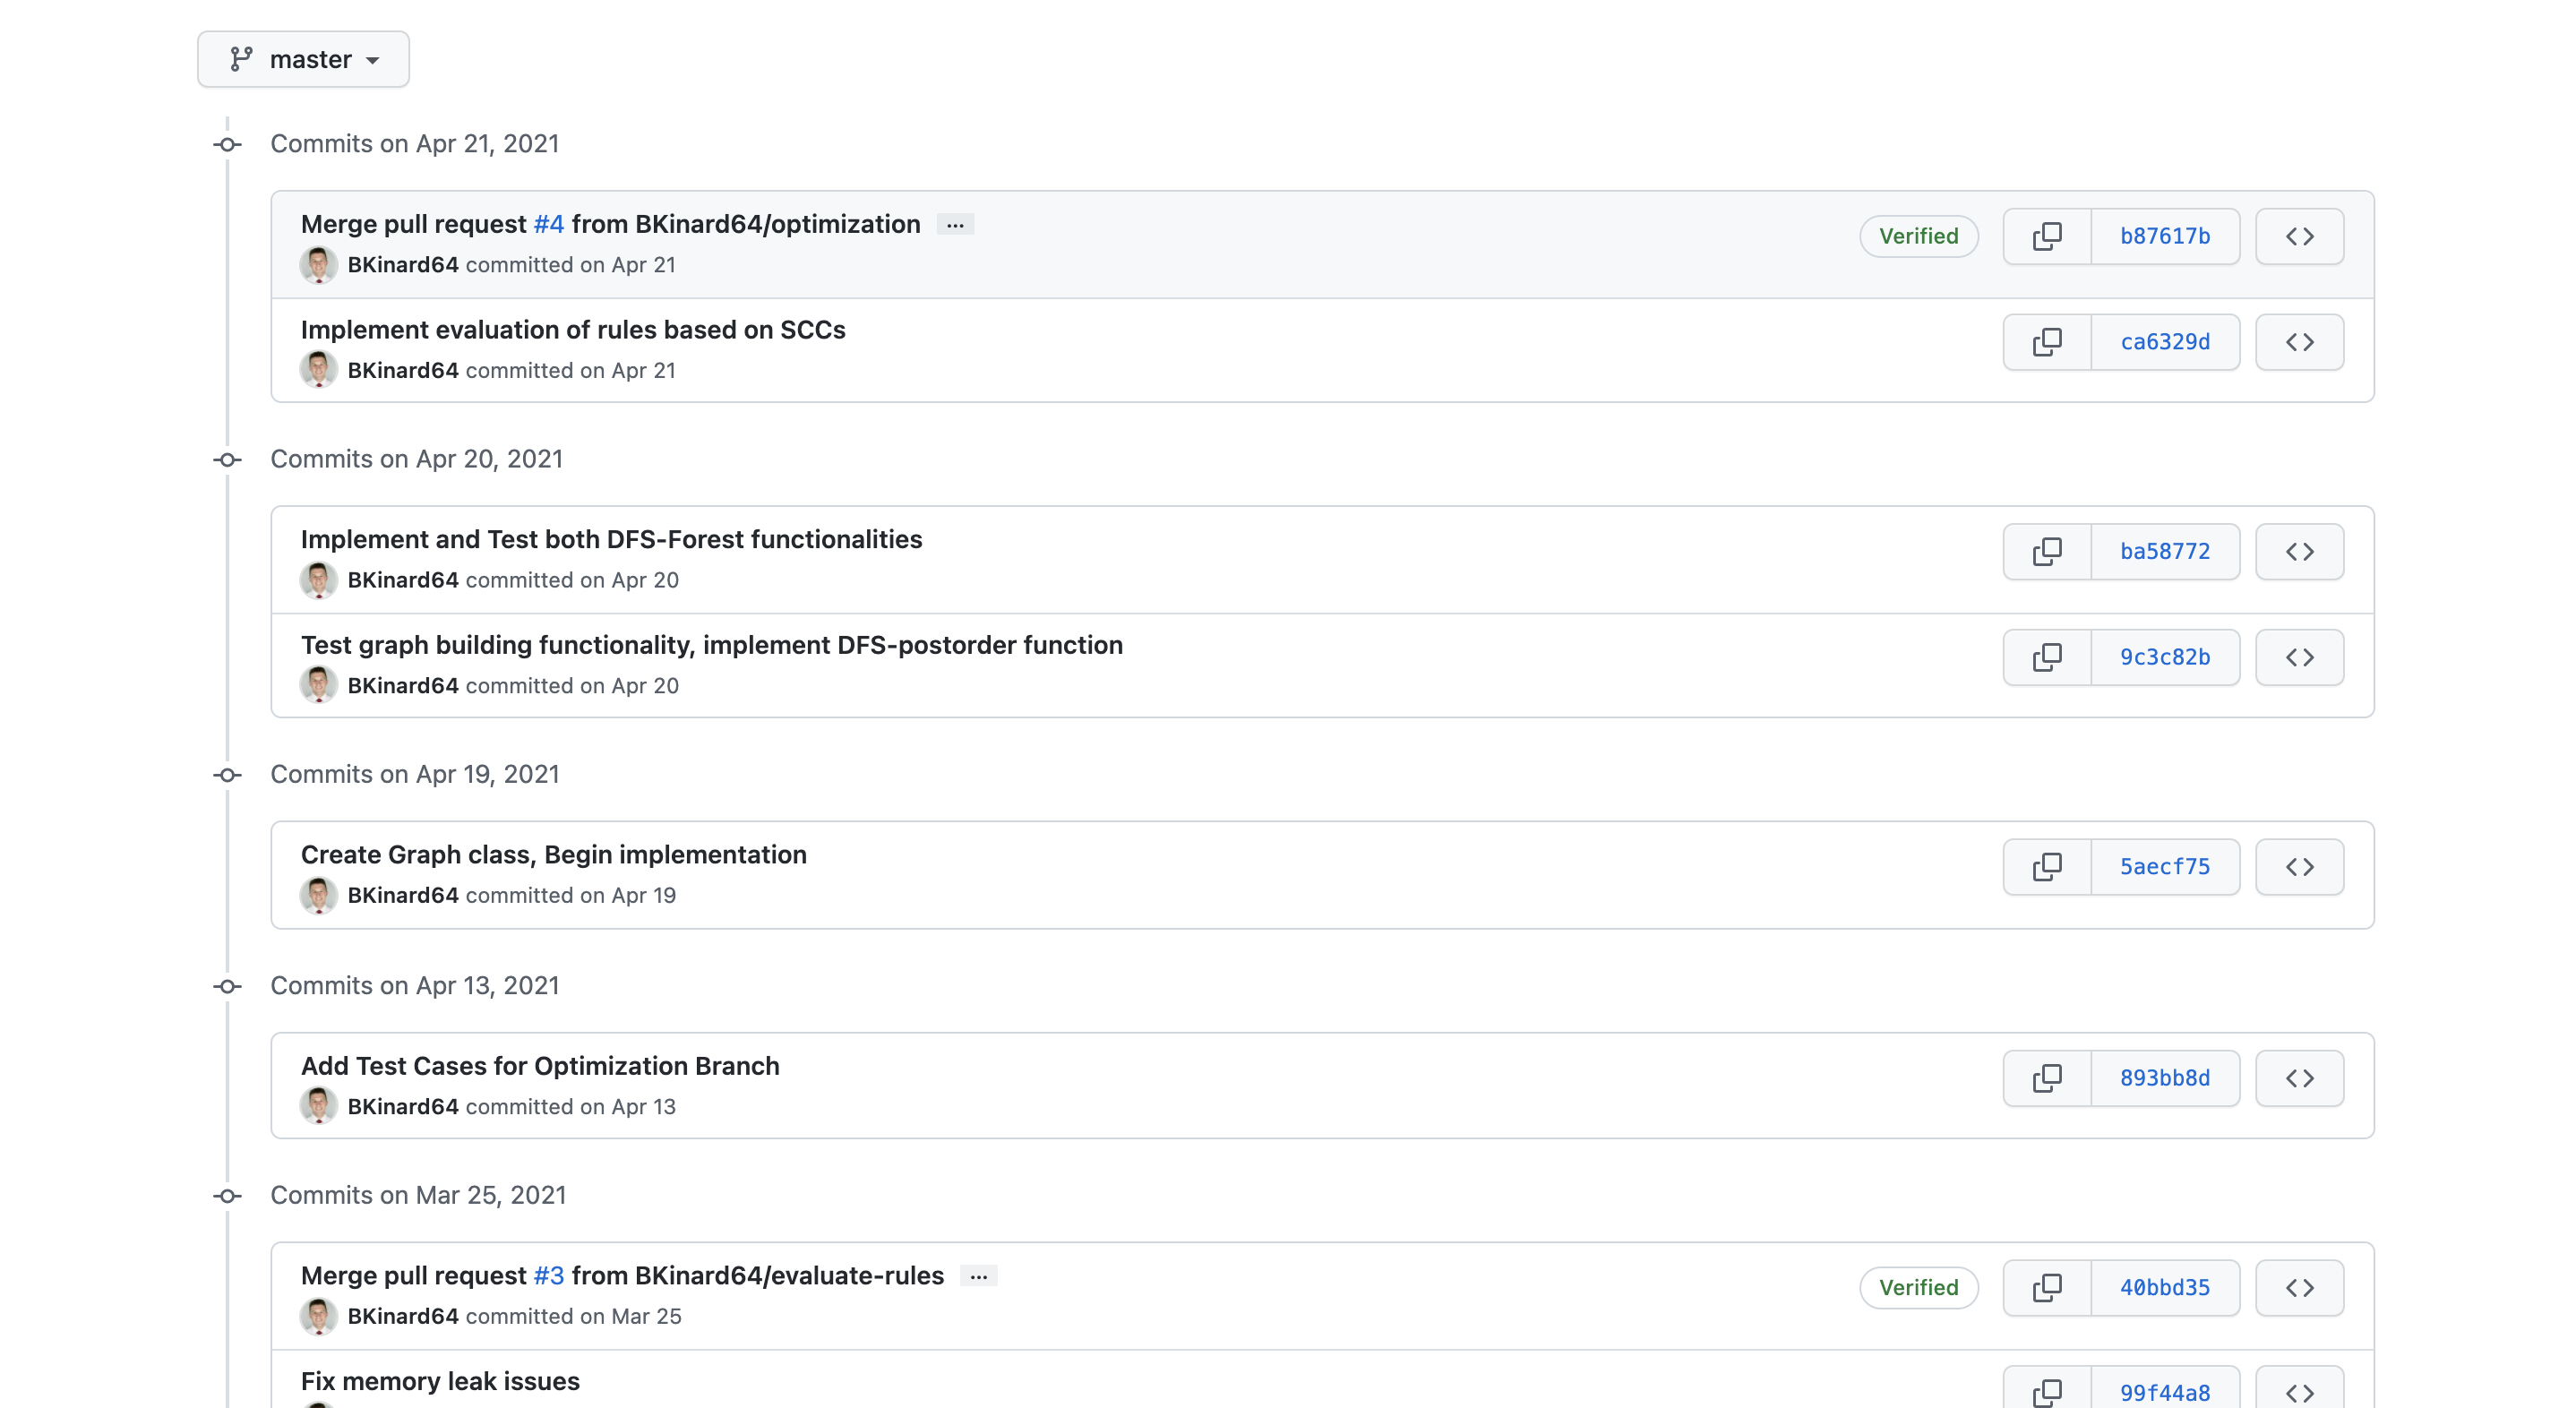 master
Commits on Apr 21, 2021
Merge pull request #4 from BKinard64/optimization ...
Verified
b87617b
BKinard64 committed on Apr 21
Implement evaluation of rules based on SCCs
ca6329d
BKinard64 committed on Apr 21
Commits on Apr 20, 2021
Implement and Test both DFS-Forest functionalities
ba58772
BKinard64 committed on Apr 20
Test graph building functionality, implement DFS-postorder function
9c3c82b
BKinard64 committed on Apr 20
Commits on Apr 19, 2021
Create Graph class, Begin implementation
5aecf75
BKinard64 committed on Apr 19
Commits on Apr 13, 2021
Add Test Cases for Optimization Branch
893bb8d
BKinard64 committed on Apr 13
Commits on Mar 25, 2021
Merge pull request #3 from BKinard64/evaluate-rules ...
Verified
40bbd35
BKinard64 committed on Mar 25
Fix memory leak issues
99f44a8